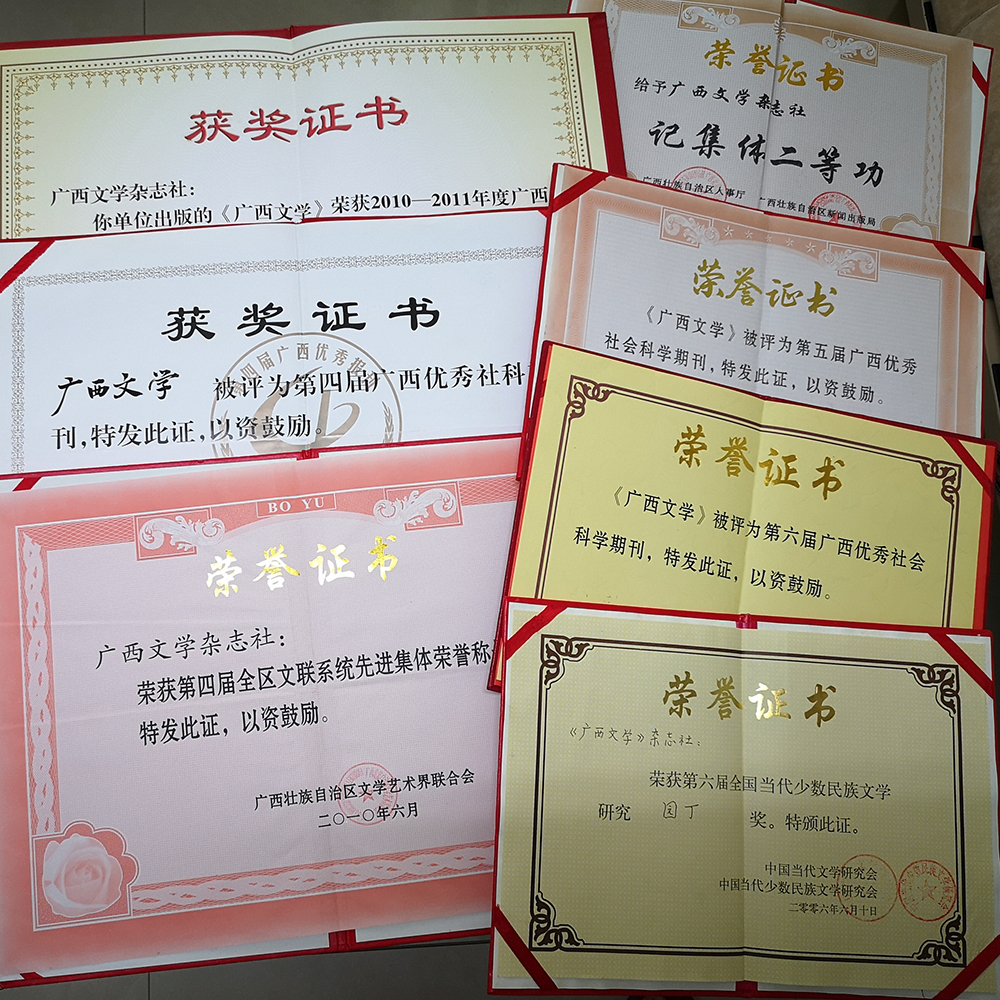 获奖证书
广西文学杂志社：
你单位出版的《广西文学》荣获2010—2011年度广西
获奖证书
广西文学 被评为第四届广西优秀社科
刊，特发此证，以资鼓励。
BO YU
荣誉证书
广西文学杂志社：
荣获第四届全区文联系统先进集体荣誉称
特发此证，以资鼓励。
广西壮族自治区文学艺术界联合会
二〇一〇年六月
荣誉证书
给予广西文学杂志社
记集体二等功
广西壮族自治区人事厅 广西壮族自治区新闻出版局
荣誉证书
《广西文学》被评为第五届广西优秀
社会科学期刊，特发此证，以资鼓励。
荣誉证书
《广西文学》被评为第六届广西优秀社会
科学期刊，特发此证，以资鼓励。
荣誉证书
《广西文学》杂志社：
荣获第六届全国当代少数民族文学
研究 园丁 奖。特颁此证。
中国当代文学研究会
中国当代少数民族文学研究会
二零零六年六月十日